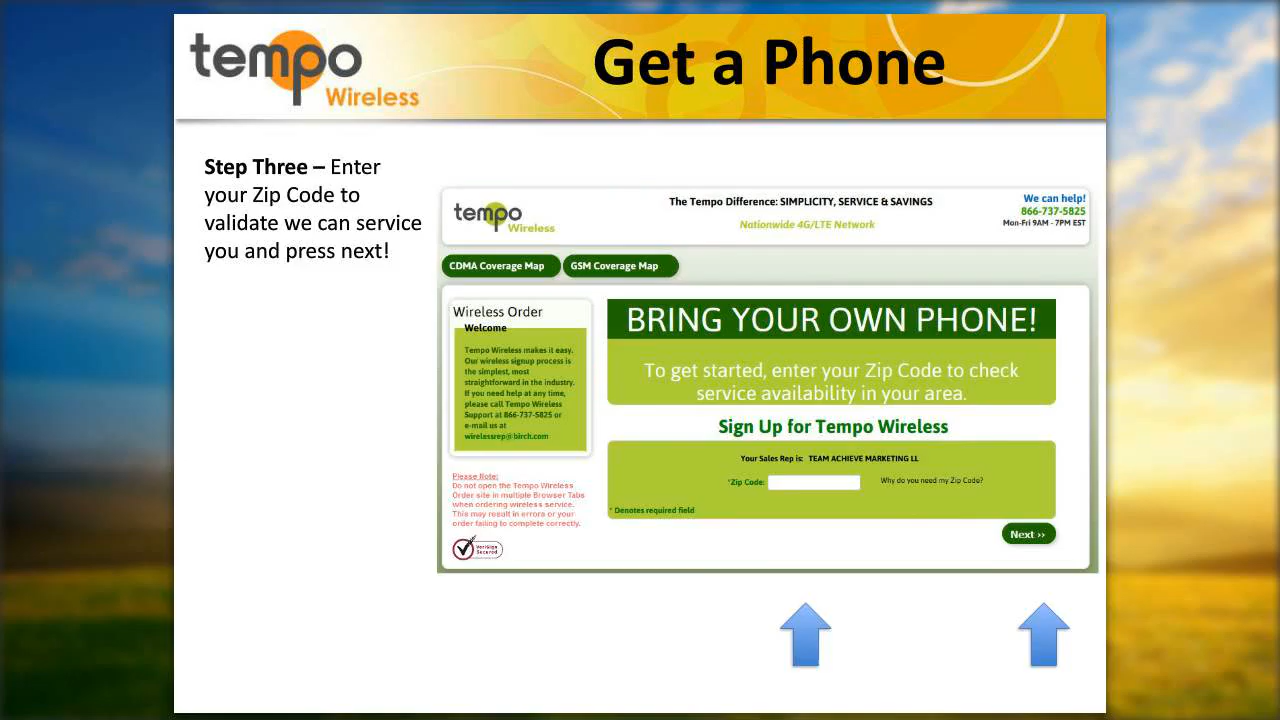 tempo
Wireless
Get a Phone
Step Three – Enter
your Zip Code to
validate we can service
you and press next!
tempo
Wireless
The Tempo Difference: SIMPLICITY, SERVICE & SAVINGS
Nationwide 4G/LTE Network
We can help!
866-737-5825
Mon-Fri 9AM - 7PM EST
CDMA Coverage Map
GSM Coverage Map
Wireless Order
Welcome
Tempo Wireless makes it easy.
Our wireless signup process is
the simplest, most
straightforward in the industry.
If you need help at any time,
please call Tempo Wireless
Support at 866-737-5825 or
e-mail us at
wirelessrep@birch.com
Please Note:
Do not open the Tempo Wireless
Order site in multiple Browser Tabs
when ordering wireless service.
This may result in errors or your
order failing to complete correctly.
VeriSign
Secured
BRING YOUR OWN PHONE!
To get started, enter your Zip Code to check
service availability in your area.
Sign Up for Tempo Wireless
Your Sales Rep is: TEAM ACHIEVE MARKETING LL
*Zip Code:
Why do you need my Zip Code?
* Denotes required field
Next ››